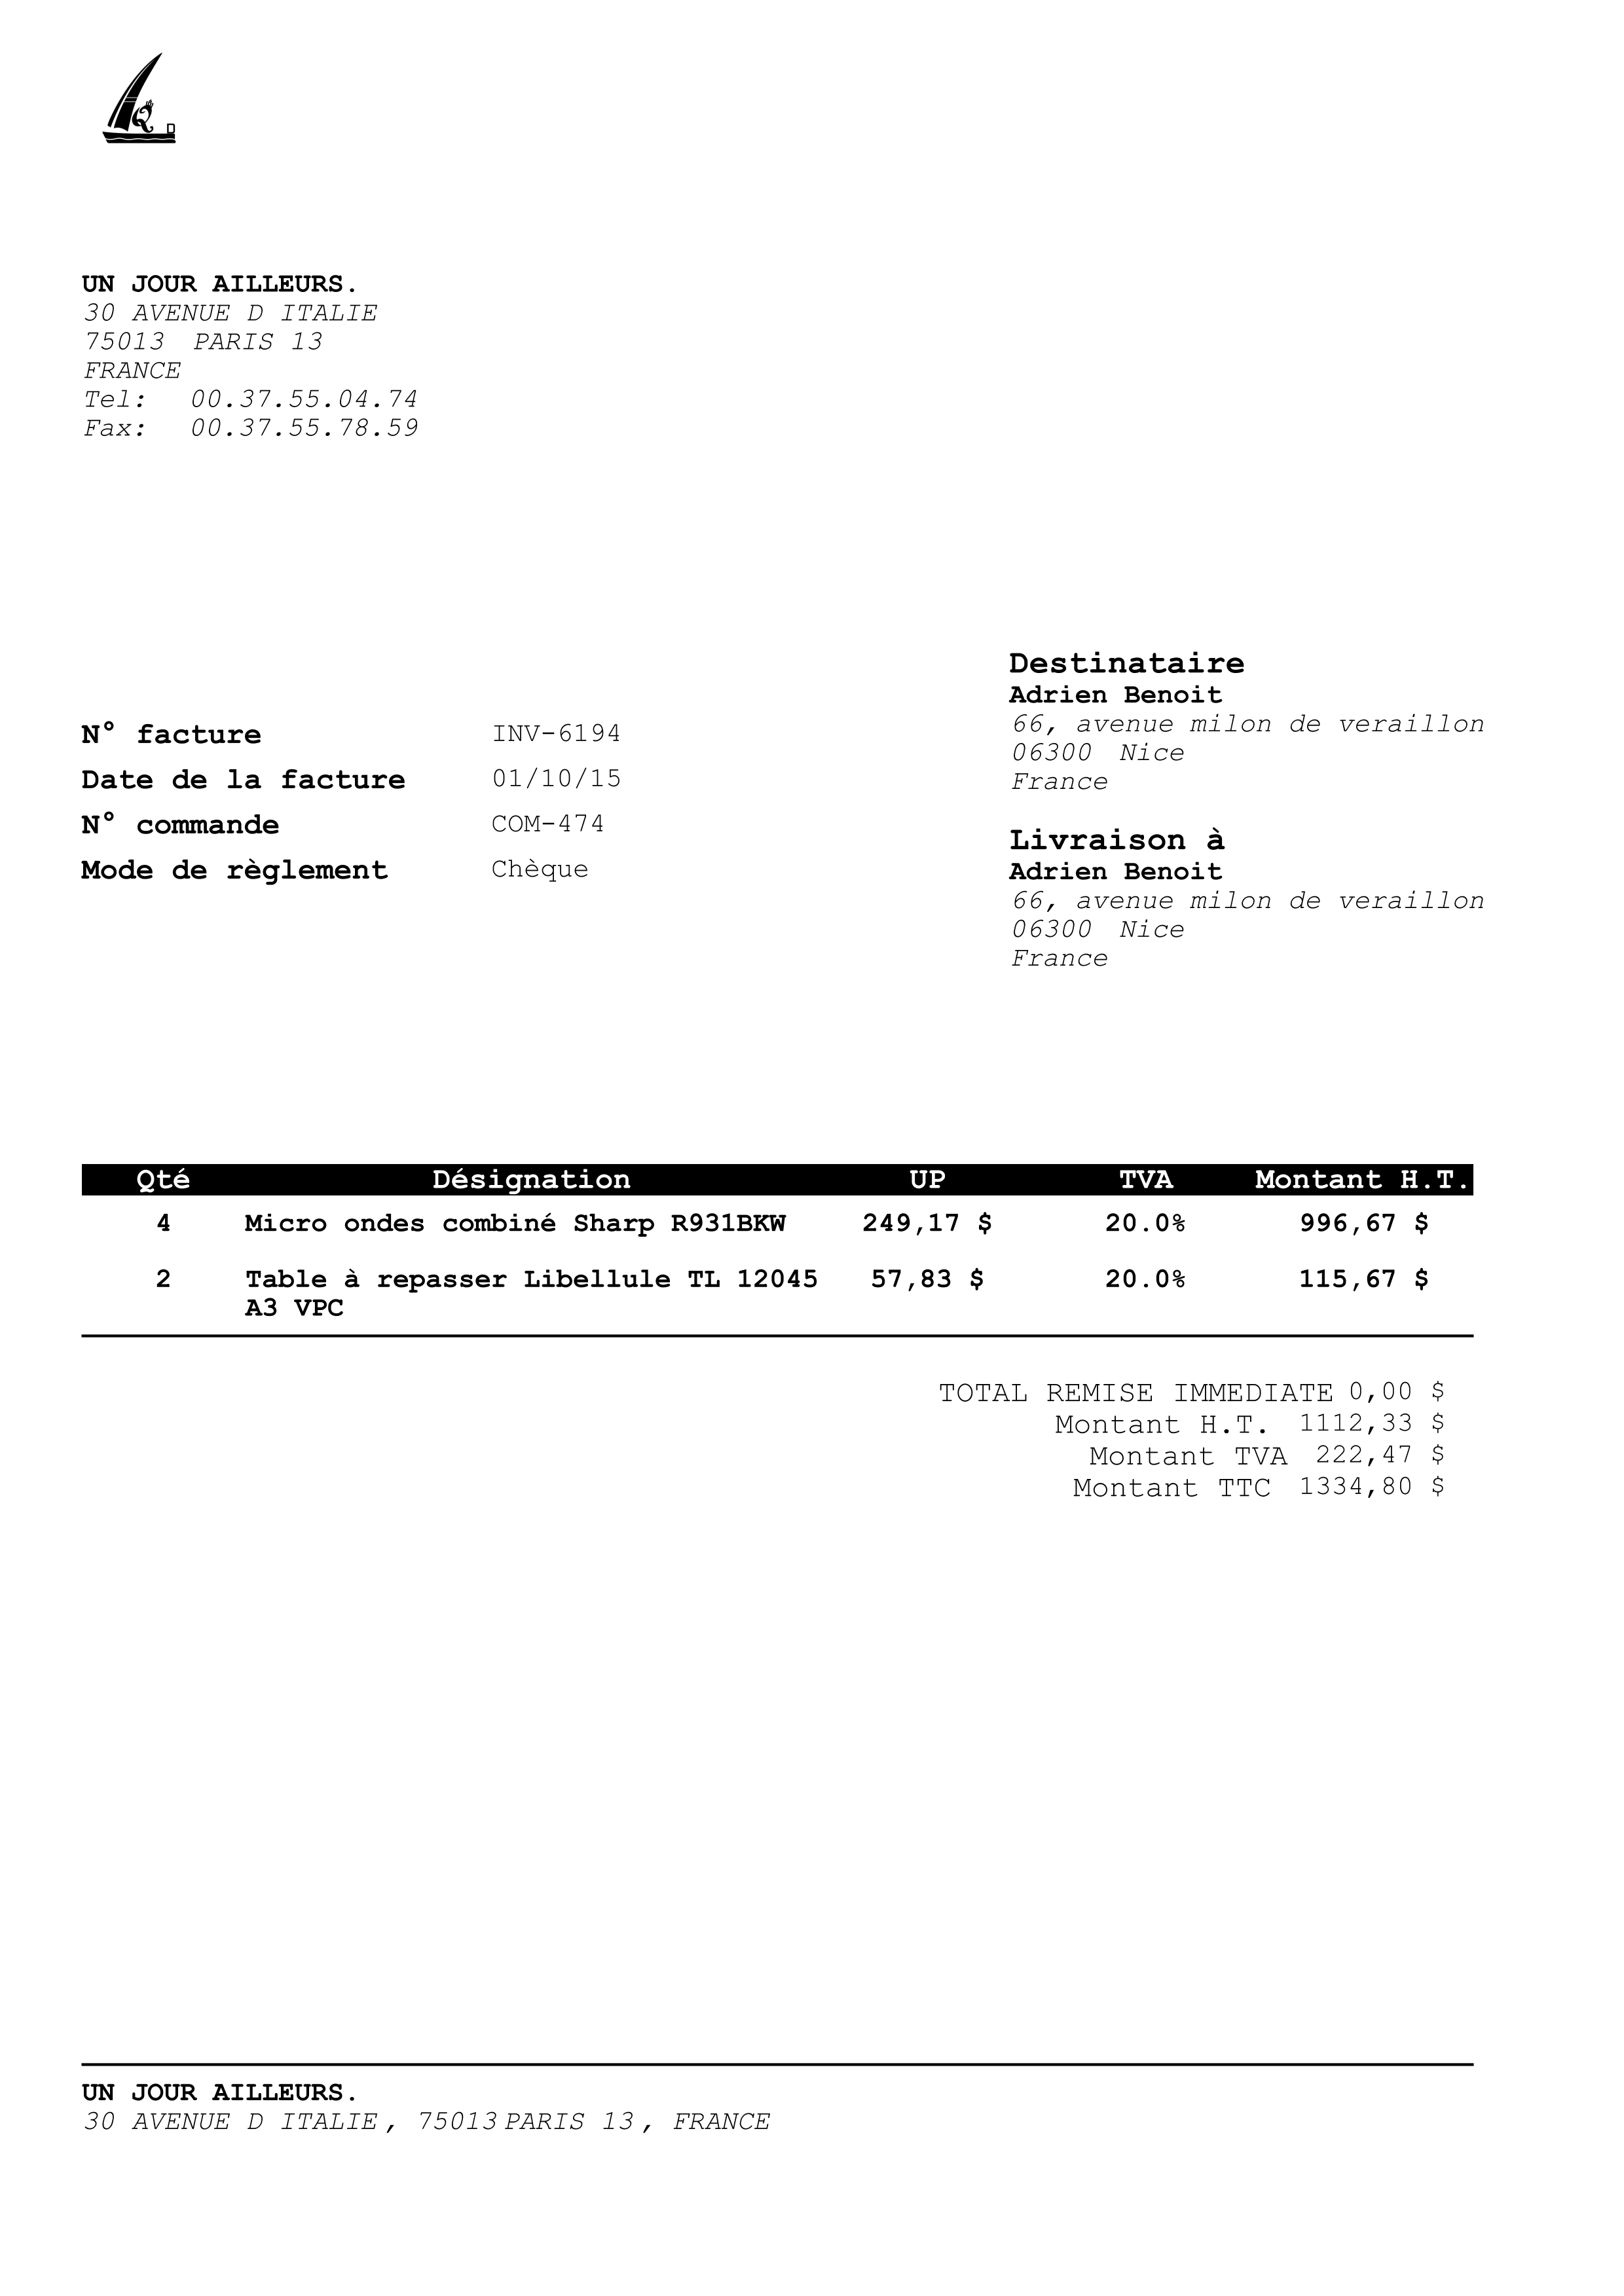 UN JOUR AILLEURS.
30 AVENUE D ITALIE
75013 PARIS 13
FRANCE
Tel: 00.37.55.04.74
Fax: 00.37.55.78.59
Destinataire
Adrien Benoit
66, avenue milon de veraillon
06300 Nice
France
N° facture INV-6194
Date de la facture 01/10/15
N° commande COM-474
Mode de règlement Chèque
Livraison à
Adrien Benoit
66, avenue milon de veraillon
06300 Nice
France
Qté Désignation UP TVA Montant H.T.
4 Micro ondes combiné Sharp R931BKW 249,17 $ 20.0% 996,67 $
2 Table à repasser Libellule TL 12045 57,83 $ 20.0% 115,67 $
A3 VPC
TOTAL REMISE IMMEDIATE 0,00 $
Montant H.T. 1112,33 $
Montant TVA 222,47 $
Montant TTC 1334,80 $
UN JOUR AILLEURS.
30 AVENUE D ITALIE , 75013 PARIS 13 , FRANCE